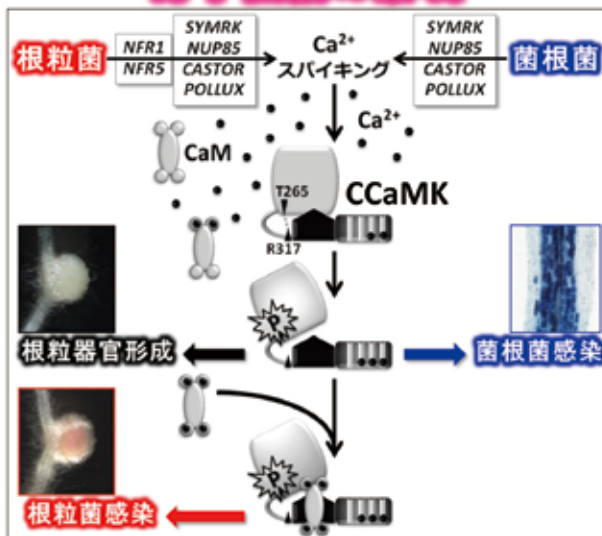 根粒菌
NFR1
NFR5
SYMRK
NUP85
CASTOR
POLLUX
Ca2+
スパイキング
SYMRK
NUP85
CASTOR
POLLUX
菌根菌
Ca2+
CaM
CCaMK
T265
R317
P
根粒器官形成
菌根菌感染
P
根粒菌感染